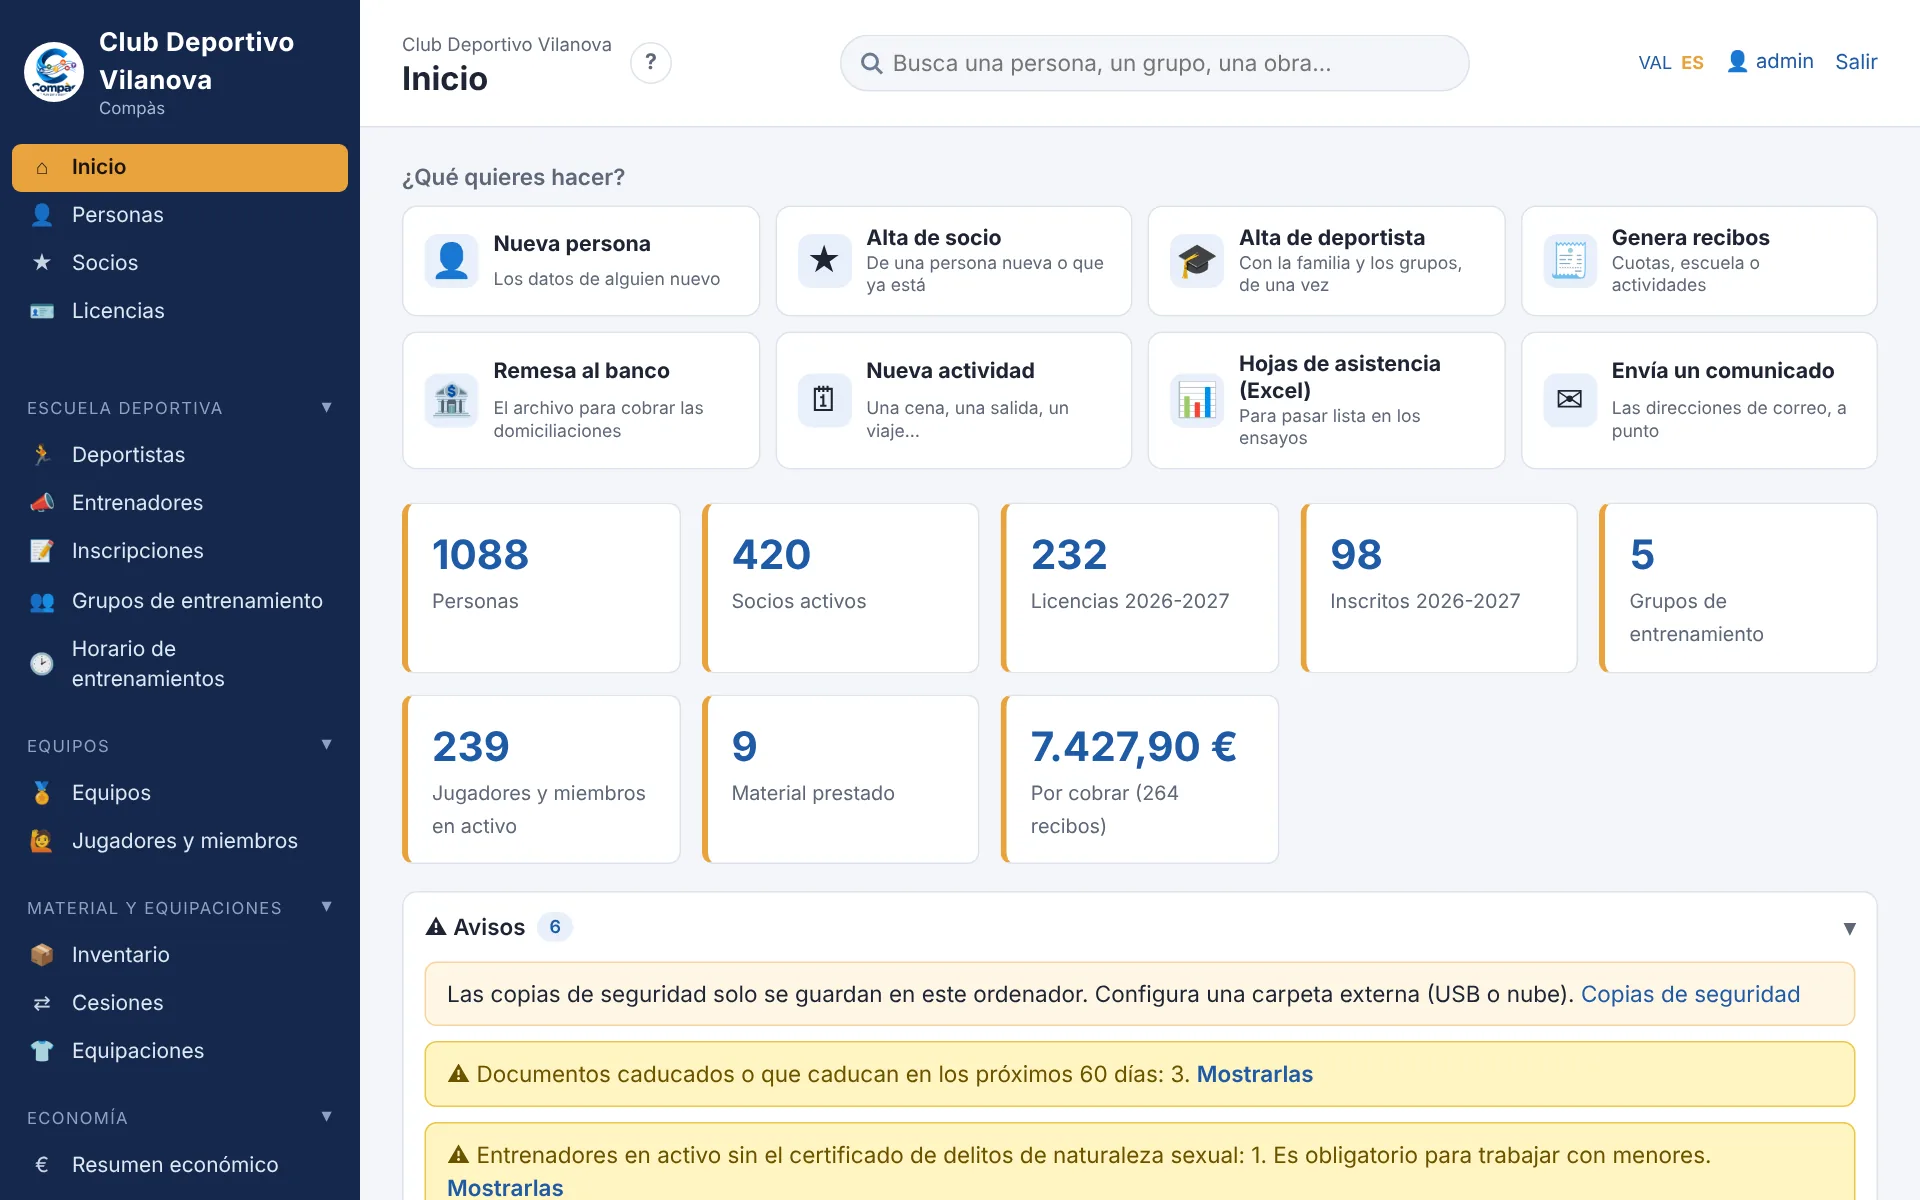 Club Deportivo
Vilanova
Compàs
Inicio
Personas
Socios
Licencias
ESCUELA DEPORTIVA
Deportistas
Entrenadores
Inscripciones
Grupos de entrenamiento
Horario de
entrenamientos
EQUIPOS
Equipos
Jugadores y miembros
MATERIAL Y EQUIPACIONES
Inventario
Cesiones
Equipaciones
ECONOMÍA
€ Resumen económico
Club Deportivo Vilanova
Inicio
?
Busca una persona, un grupo, una obra...
VAL ES
admin
Salir
¿Qué quieres hacer?
Nueva persona
Los datos de alguien nuevo
Alta de socio
De una persona nueva o que
ya está
Alta de deportista
Con la familia y los grupos,
de una vez
Genera recibos
Cuotas, escuela o
actividades
Remesa al banco
El archivo para cobrar las
domiciliaciones
Nueva actividad
Una cena, una salida, un
viaje...
Hojas de asistencia
(Excel)
Para pasar lista en los
ensayos
Envía un comunicado
Las direcciones de correo, a
punto
1088
Personas
420
Socios activos
232
Licencias 2026-2027
98
Inscritos 2026-2027
5
Grupos de
entrenamiento
239
Jugadores y miembros
en activo
9
Material prestado
7.427,90 €
Por cobrar (264
recibos)
Avisos 6
Las copias de seguridad solo se guardan en este ordenador. Configura una carpeta externa (USB o nube). Copias de seguridad
Documentos caducados o que caducan en los próximos 60 días: 3. Mostrarlas
Entrenadores en activo sin el certificado de delitos de naturaleza sexual: 1. Es obligatorio para trabajar con menores.
Mostrarlas